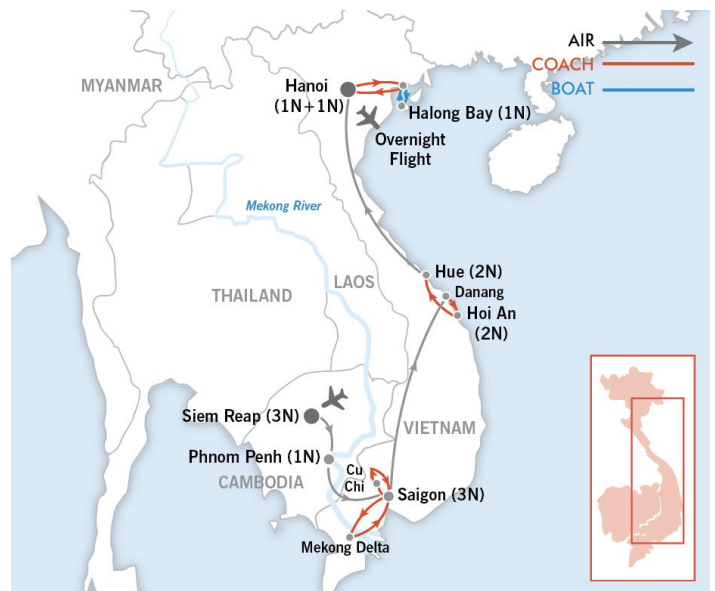 AIR
COACH
BOAT
MYANMAR
Hanoi
(1N+1N)
Halong Bay (1N)
Overnight
Flight
Mekong River
LAOS
THAILAND
Hue (2N)
Danang
Hoi An
(2N)
Siem Reap (3N)
VIETNAM
Phnom Penh (1N)
CAMBODIA
Cu
Chi
Saigon (3N)
Mekong Delta